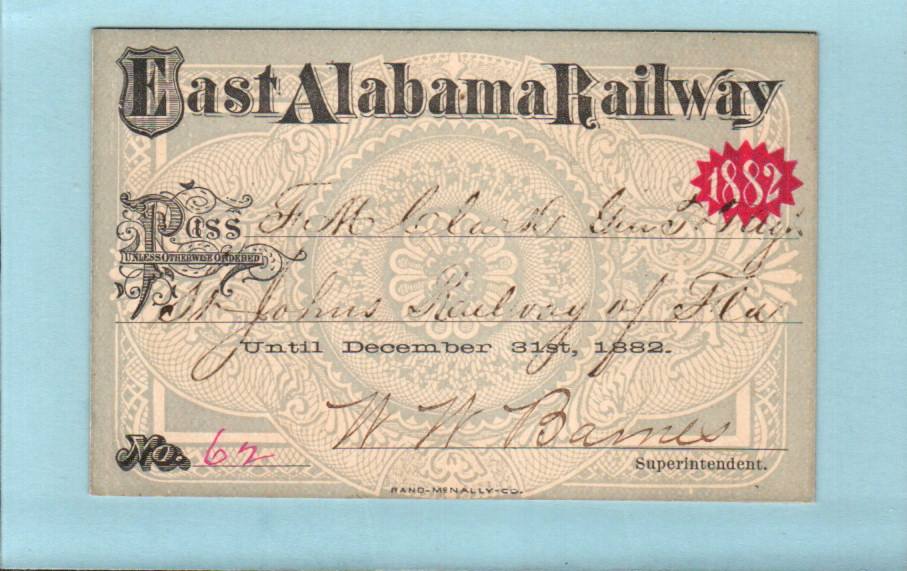 East Alabama Railway
1882
Pass F. M. Clark Gen T Agt
UNLESS OTHERWISE ORDERED
St Johns Railway of Fla
Until December 31st, 1882.
W W Barnes
No. 62
Superintendent.
RAND-McNALLY-CO.